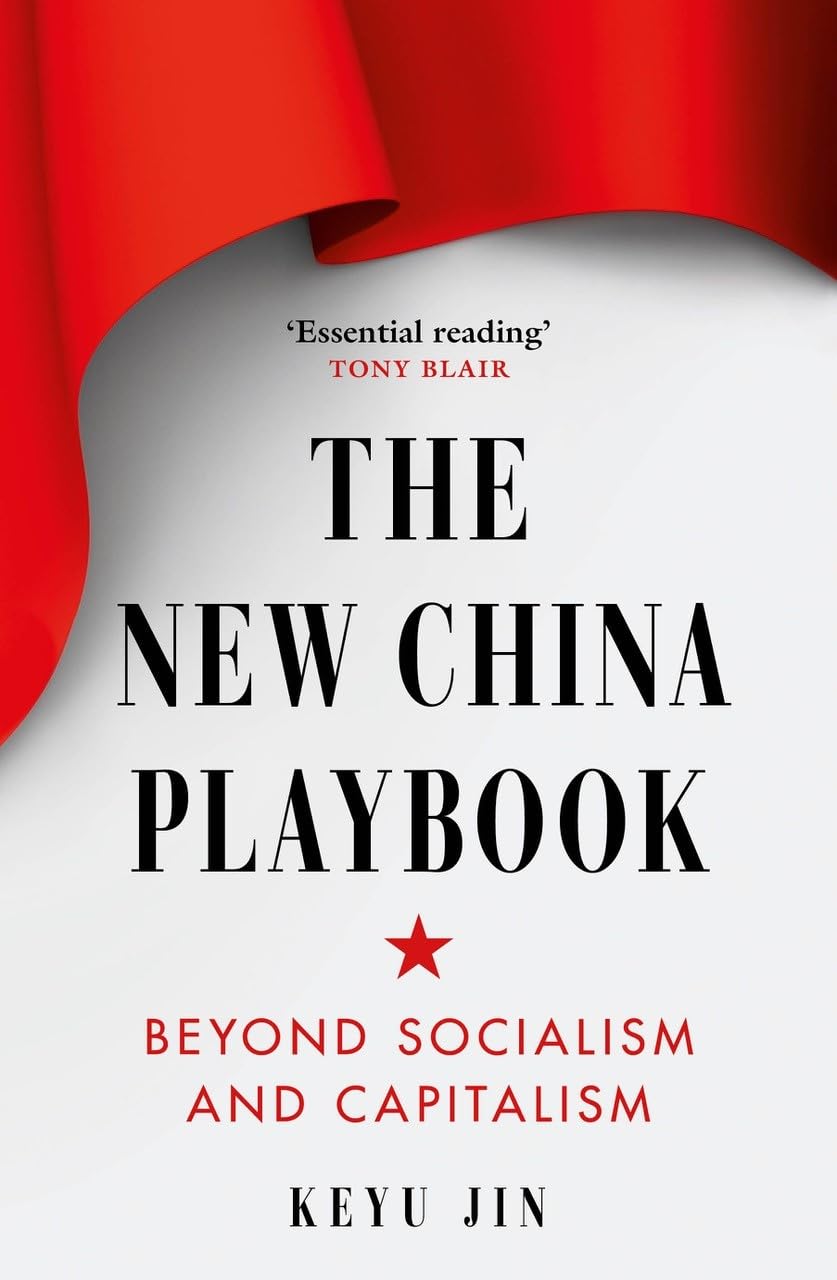 ‘Essential reading’
TONY BLAIR
THE
NEW CHINA
PLAYBOOK
BEYOND SOCIALISM
AND CAPITALISM
KEYU JIN